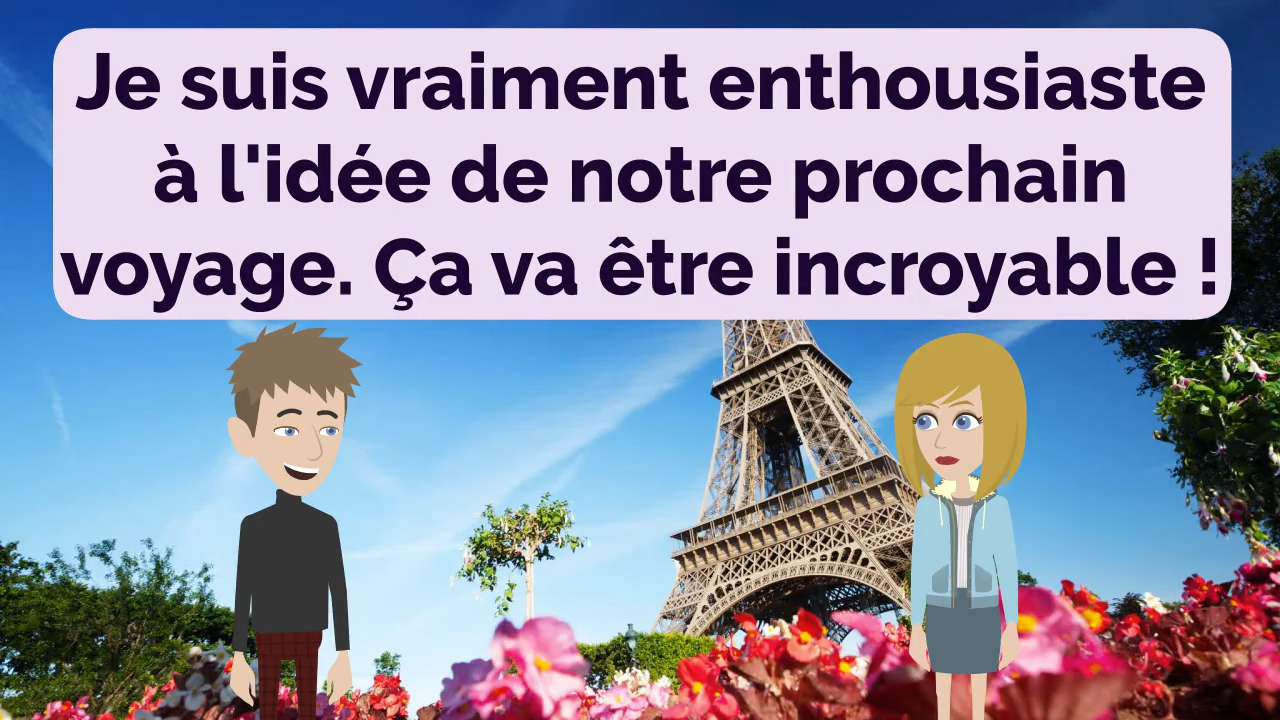 Je suis vraiment enthousiaste
à l'idée de notre prochain
voyage. Ça va être incroyable !